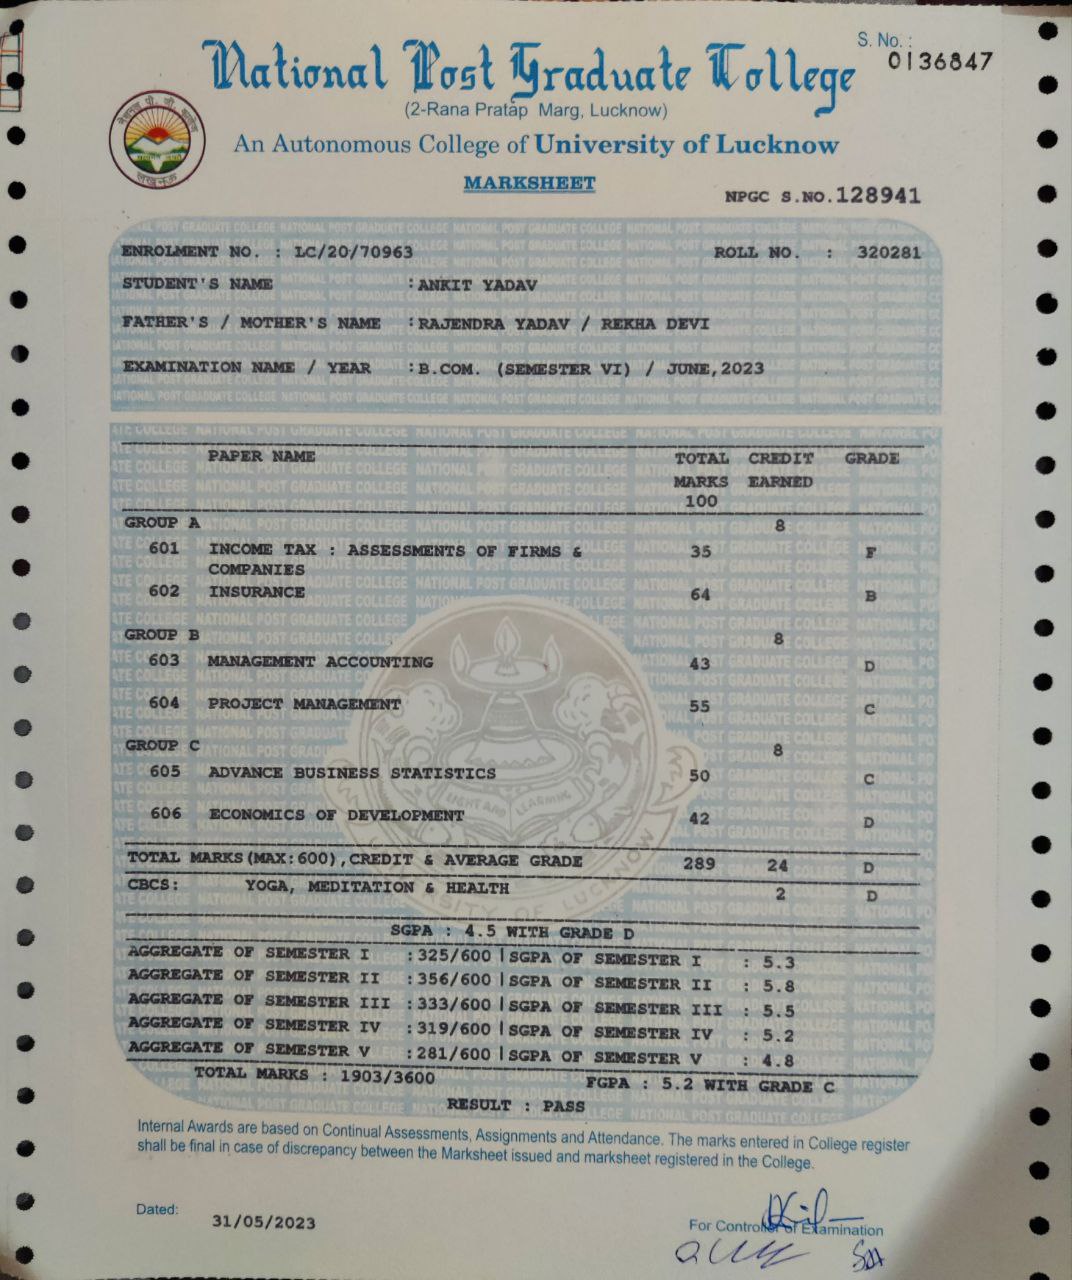 S. No. :
0136847
National Post Graduate College
(2-Rana Pratap Marg, Lucknow)
An Autonomous College of University of Lucknow
MARKSHEET
NPGC S.NO.128941
ENROLMENT NO. : LC/20/70963 ROLL NO. : 320281
STUDENT'S NAME :ANKIT YADAV
FATHER'S / MOTHER'S NAME :RAJENDRA YADAV / REKHA DEVI
EXAMINATION NAME / YEAR :B.COM. (SEMESTER VI) / JUNE,2023
PAPER NAME TOTAL CREDIT GRADE
MARKS EARNED
100
GROUP A 8
601 INCOME TAX : ASSESSMENTS OF FIRMS & 35 F
COMPANIES
602 INSURANCE 64 B
GROUP B 8
603 MANAGEMENT ACCOUNTING 43 D
604 PROJECT MANAGEMENT 55 C
GROUP C 8
605 ADVANCE BUSINESS STATISTICS 50 C
606 ECONOMICS OF DEVELOPMENT 42 D
TOTAL MARKS(MAX:600),CREDIT & AVERAGE GRADE 289 24 D
CBCS: YOGA, MEDITATION & HEALTH 2 D
SGPA : 4.5 WITH GRADE D
AGGREGATE OF SEMESTER I :325/600 |SGPA OF SEMESTER I : 5.3
AGGREGATE OF SEMESTER II :356/600 |SGPA OF SEMESTER II : 5.8
AGGREGATE OF SEMESTER III :333/600 |SGPA OF SEMESTER III : 5.5
AGGREGATE OF SEMESTER IV :319/600 |SGPA OF SEMESTER IV : 5.2
AGGREGATE OF SEMESTER V :281/600 |SGPA OF SEMESTER V : 4.8
TOTAL MARKS : 1903/3600 FGPA : 5.2 WITH GRADE C
RESULT : PASS
Internal Awards are based on Continual Assessments, Assignments and Attendance. The marks entered in College register
shall be final in case of discrepancy between the Marksheet issued and marksheet registered in the College.
Dated: 31/05/2023
For Controller of Examination